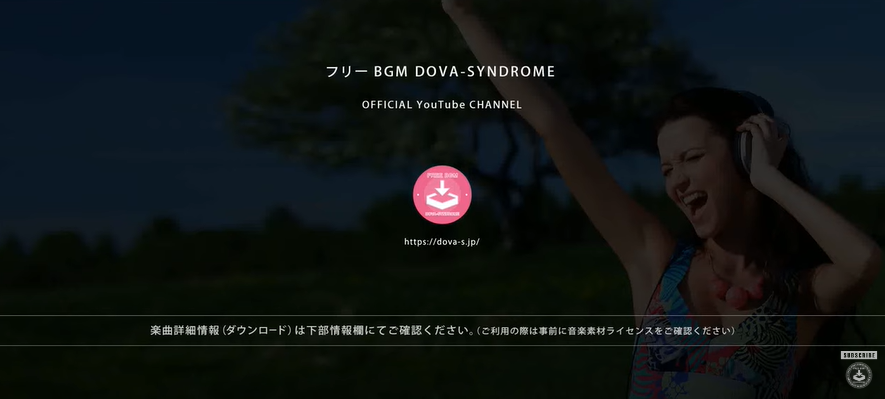 フリー BGM DOVA-SYNDROME
OFFICIAL YouTube CHANNEL
FREE BGM
DOVA-SYNDROME
https://dova-s.jp/
楽曲詳細情報（ダウンロード）は下部情報欄にてご確認ください。（ご利用の際は事前に音楽素材ライセンスをご確認ください）
SUBSCRIBE